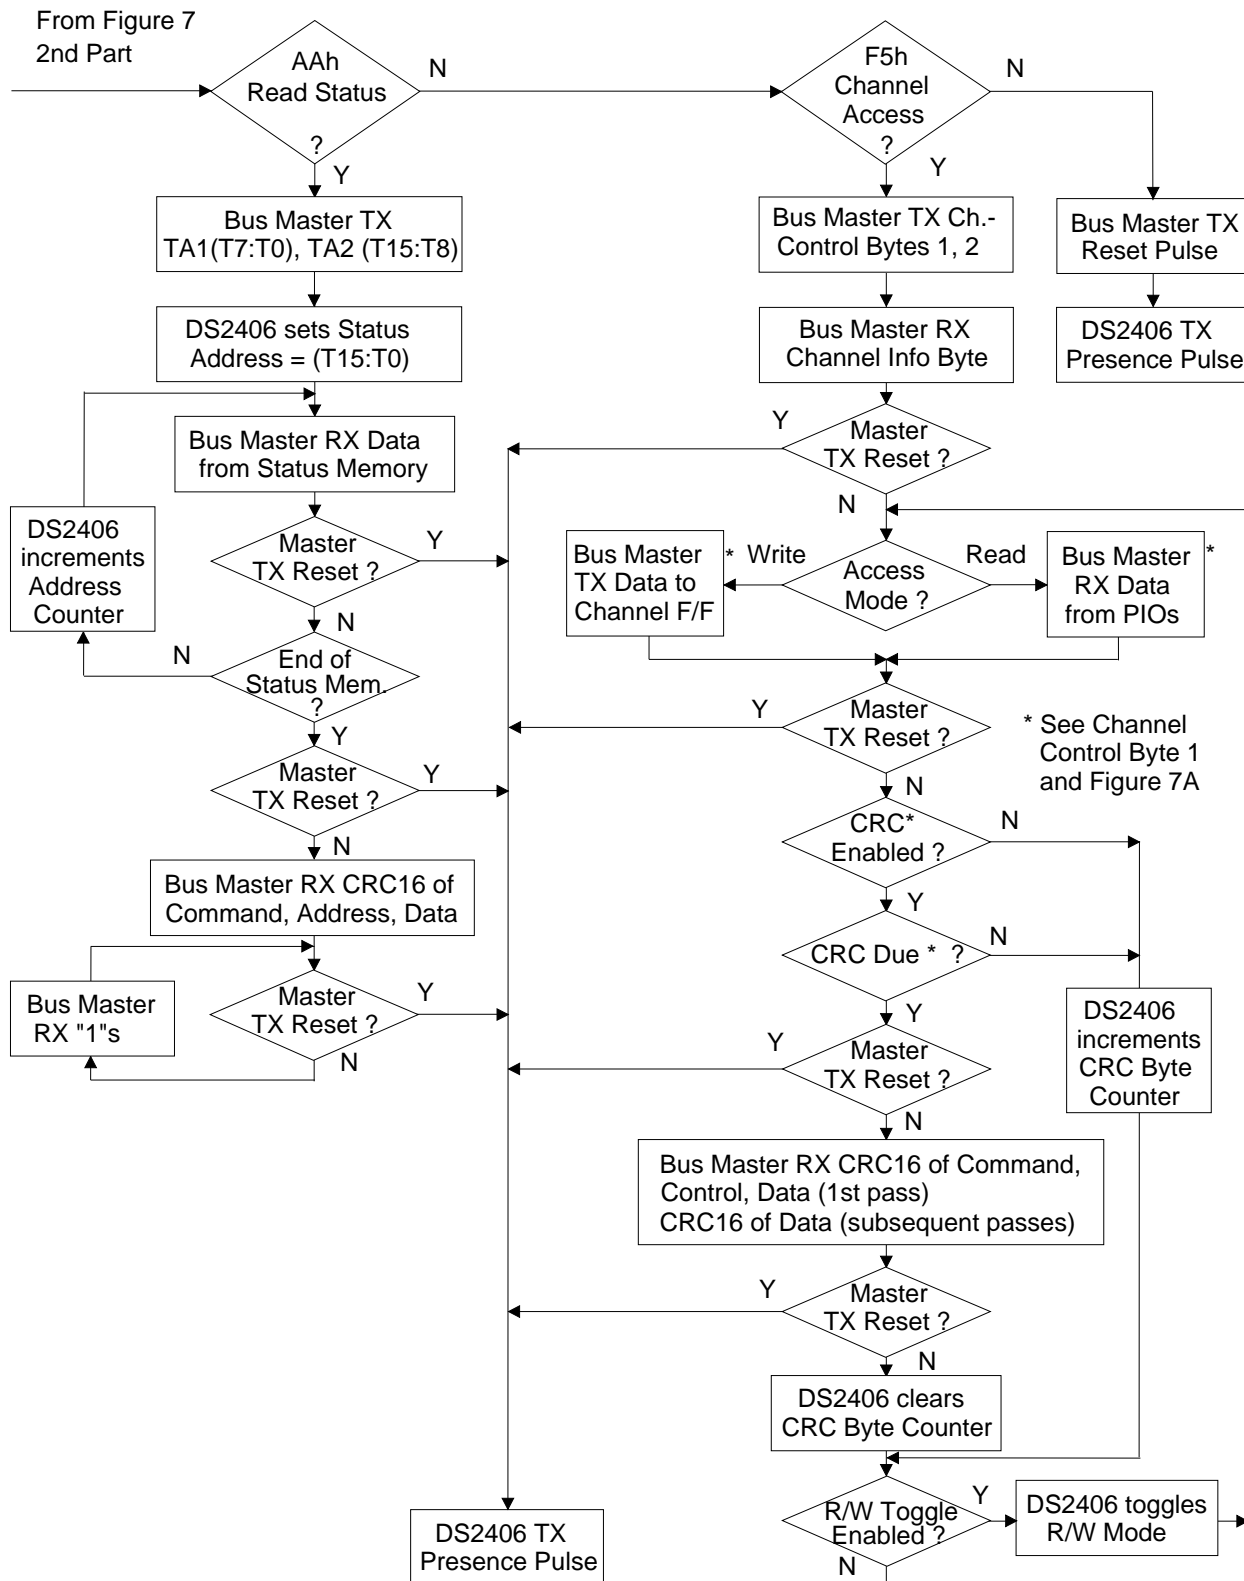 From Figure 7
2nd Part
AAh
Read Status
?
N
Y
F5h
Channel
Access
?
N
Y
Bus Master TX
TA1(T7:T0), TA2 (T15:T8)
Bus Master TX Ch.-
Control Bytes 1, 2
Bus Master TX
Reset Pulse
DS2406 sets Status
Address = (T15:T0)
Bus Master RX
Channel Info Byte
DS2406 TX
Presence Pulse
Bus Master RX Data
from Status Memory
Y
Master
TX Reset ?
N
DS2406
increments
Address
Counter
Master
TX Reset ?
Y
N
Bus Master
TX Data to
Channel F/F
* Write
Access
Mode ?
Read
Bus Master
RX Data
from PIOs
*
N
End of
Status Mem.
?
Y
Y
Master
TX Reset ?
N
* See Channel
Control Byte 1
and Figure 7A
Master
TX Reset ?
Y
N
CRC*
Enabled ?
N
Y
Bus Master RX CRC16 of
Command, Address, Data
CRC Due * ?
N
Y
Bus Master
RX "1"s
Master
TX Reset ?
Y
N
Y
Master
TX Reset ?
N
DS2406
increments
CRC Byte
Counter
Bus Master RX CRC16 of Command,
Control, Data (1st pass)
CRC16 of Data (subsequent passes)
Y
Master
TX Reset ?
N
DS2406 clears
CRC Byte Counter
R/W Toggle
Enabled ?
Y
N
DS2406 toggles
R/W Mode
DS2406 TX
Presence Pulse